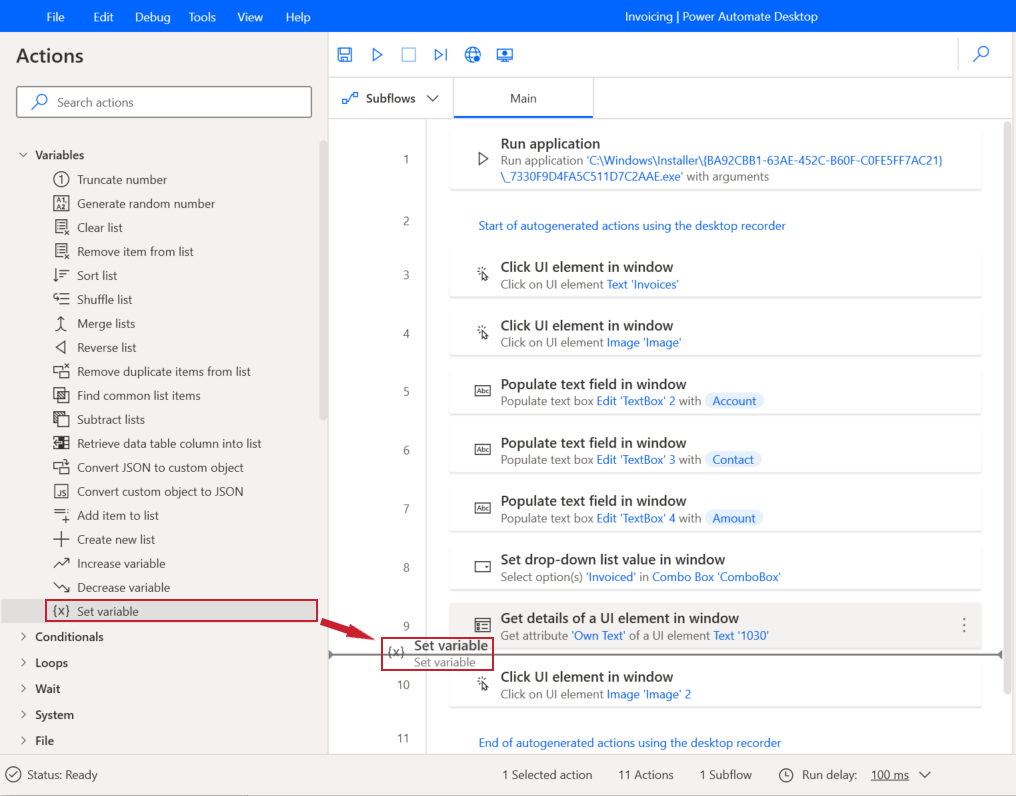 File Edit Debug Tools View Help Invoicing | Power Automate Desktop
Actions
Search actions
Variables
1 Truncate number
A1, A2 Generate random number
Clear list
Remove item from list
Sort list
Shuffle list
Merge lists
Reverse list
Remove duplicate items from list
Find common list items
Subtract lists
Retrieve data table column into list
Convert JSON to custom object
JS Convert custom object to JSON
Add item to list
Create new list
Increase variable
Decrease variable
{x} Set variable
Conditionals
Loops
Wait
System
File
Subflows Main
1 Run application
Run application 'C:\Windows\Installer\{BA92CBB1-63AE-452C-B60F-C0FE5FF7AC21}
\_7330F9D4FA5C511D7C2AAE.exe' with arguments
2 Start of autogenerated actions using the desktop recorder
3 Click UI element in window
Click on UI element Text 'Invoices'
4 Click UI element in window
Click on UI element Image 'Image'
5 Abc Populate text field in window
Populate text box Edit 'TextBox' 2 with Account
6 Abc Populate text field in window
Populate text box Edit 'TextBox' 3 with Contact
7 Abc Populate text field in window
Populate text box Edit 'TextBox' 4 with Amount
8 Set drop-down list value in window
Select option(s) 'Invoiced' in Combo Box 'ComboBox'
9 Get details of a UI element in window
Get attribute 'Own Text' of a UI element Text '1030'
{x} Set variable
Set variable
10 Click UI element in window
Click on UI element Image 'Image' 2
11 End of autogenerated actions using the desktop recorder
Status: Ready 1 Selected action 11 Actions 1 Subflow Run delay: 100 ms